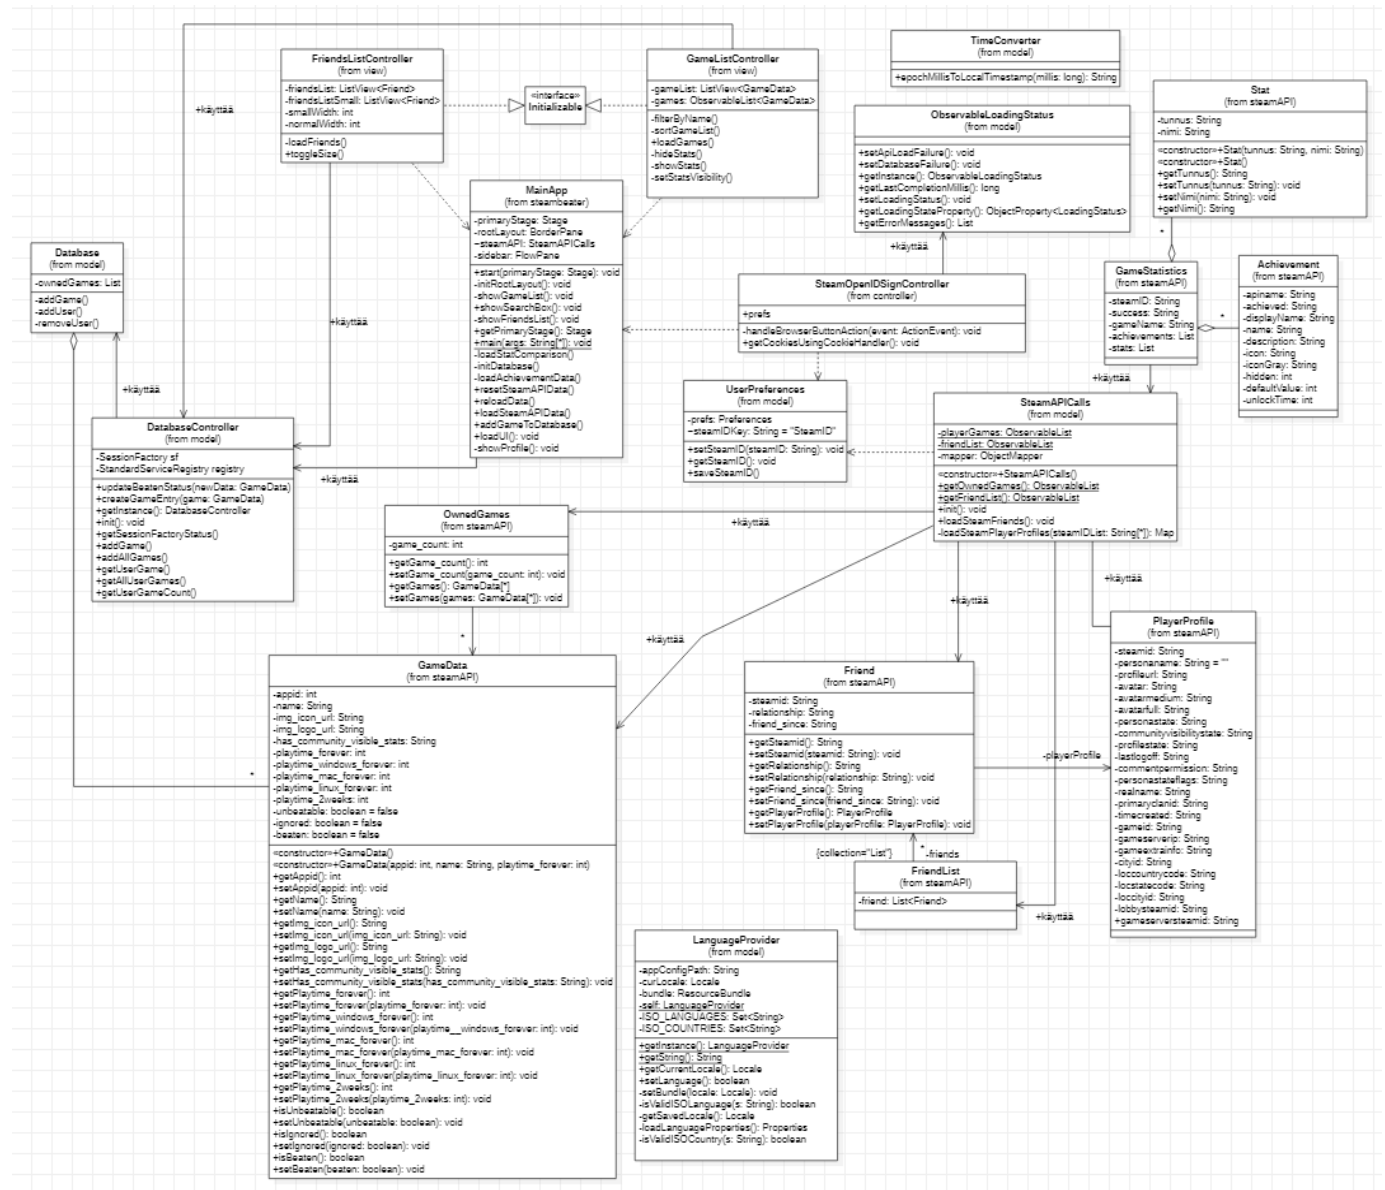 FriendsListController
(from view)
-friendsList: ListView<Friend>
-friendsListSmall: ListView<Friend>
-smallWidth: int
-normalWidth: int
-loadFriends()
+toggleSize()
«interface»
Initializable
GameListController
(from view)
-gameList: ListView<GameData>
-games: ObservableList<GameData>
-filterByName()
-sortGameList()
+loadGames()
-hideStats()
-showStats()
-setStatsVisibility()
TimeConverter
(from model)
+epochMillisToLocalTimestamp(millis: long): String
Stat
(from steamAPI)
-tunnus: String
-nimi: String
«constructor»+Stat(tunnus: String, nimi: String)
«constructor»+Stat()
+getTunnus(): String
+setTunnus(tunnus: String): void
+setNimi(nimi: String): void
+getNimi(): String
ObservableLoadingStatus
(from model)
+setApiLoadFailure(): void
+setDatabaseFailure(): void
+getInstance(): ObservableLoadingStatus
+getLastCompletionMillis(): long
+setLoadingStatus(): void
+getLoadingStateProperty(): ObjectProperty<LoadingStatus>
+getErrorMessages(): List
+käyttää
+käyttää
*
MainApp
(from steambeater)
-primaryStage: Stage
-rootLayout: BorderPane
~steamAPI: SteamAPICalls
-sidebar: FlowPane
+start(primaryStage: Stage): void
-initRootLayout(): void
-showGameList(): void
+showSearchBox(): void
-showFriendsList(): void
+getPrimaryStage(): Stage
+main(args: String[*]): void
-loadStatComparison()
-initDatabase()
-loadAchievementData()
+resetSteamAPIData()
+reloadData()
+loadSteamAPIData()
+addGameToDatabase()
+loadUI(): void
-showProfile(): void
Database
(from model)
-ownedGames: List
-addGame()
-addUser()
-removeUser()
+käyttää
+käyttää
SteamOpenIDSignController
(from controller)
+prefs
-handleBrowserButtonAction(event: ActionEvent): void
+getCookiesUsingCookieHandler(): void
GameStatistics
(from steamAPI)
-steamID: String
-success: String
-gameName: String
-achievements: List
-stats: List
*
Achievement
(from steamAPI)
-apiname: String
-achieved: String
-displayName: String
-name: String
-description: String
-icon: String
-iconGray: String
-hidden: int
-defaultValue: int
-unlockTime: int
+käyttää
UserPreferences
(from model)
-prefs: Preferences
~steamIDKey: String = "SteamID"
+setSteamID(steamID: String): void
+getSteamID(): void
+saveSteamID()
SteamAPICalls
(from steamAPI)
-playerGames: ObservableList
-friendList: ObservableList
-mapper: ObjectMapper
«constructor»+SteamAPICalls()
+getOwnedGames(): ObservableList
+getFriendList(): ObservableList
+init(): void
+loadSteamFriends(): void
-loadSteamPlayerProfiles(steamIDList: String[*]): Map
DatabaseController
(from model)
-SessionFactory sf
-StandardServiceRegistry registry
+updateBeatenStatus(newData: GameData)
+createGameEntry(game: GameData)
+getInstance(): DatabaseController
+init(): void
+getSessionFactoryStatus()
+addGame()
+addAllGames()
+getUserGame()
+getAllUserGames()
+getUserGameCount()
+käyttää
OwnedGames
(from steamAPI)
-game_count: int
+getGame_count(): int
+setGame_count(game_count: int): void
+getGames(): GameData[*]
+setGames(games: GameData[*]): void
+käyttää
+käyttää
+käyttää
*
+käyttää
GameData
(from steamAPI)
-appid: int
-name: String
-img_icon_url: String
-img_logo_url: String
-has_community_visible_stats: String
-playtime_forever: int
-playtime_windows_forever: int
-playtime_mac_forever: int
-playtime_linux_forever: int
-playtime_2weeks: int
-unbeatable: boolean = false
-ignored: boolean = false
-beaten: boolean = false
«constructor»+GameData()
«constructor»+GameData(appid: int, name: String, playtime_forever: int)
+getAppid(): int
+setAppid(appid: int): void
+getName(): String
+setName(name: String): void
+getImg_icon_url(): String
+setImg_icon_url(img_icon_url: String): void
+getImg_logo_url(): String
+setImg_logo_url(img_logo_url: String): void
+getHas_community_visible_stats(): String
+setHas_community_visible_stats(has_community_visible_stats: String): void
+getPlaytime_forever(): int
+setPlaytime_forever(playtime_forever: int): void
+getPlaytime_windows_forever(): int
+setPlaytime_windows_forever(playtime__windows_forever: int): void
+getPlaytime_mac_forever(): int
+setPlaytime_mac_forever(playtime_mac_forever: int): void
+getPlaytime_linux_forever(): int
+setPlaytime_linux_forever(playtime_linux_forever: int): void
+getPlaytime_2weeks(): int
+setPlaytime_2weeks(playtime_2weeks: int): void
+isUnbeatable(): boolean
+setUnbeatable(unbeatable: boolean): void
+isIgnored(): boolean
+setIgnored(ignored: boolean): void
+isBeaten(): boolean
+setBeaten(beaten: boolean): void
*
Friend
(from steamAPI)
-steamid: String
-relationship: String
-friend_since: String
+getSteamid(): String
+setSteamid(steamid: String): void
+getRelationship(): String
+setRelationship(relationship: String): void
+getFriend_since(): String
+setFriend_since(friend_since: String): void
+getPlayerProfile(): PlayerProfile
+setPlayerProfile(playerProfile: PlayerProfile): void
-playerProfile
PlayerProfile
(from steamAPI)
-steamid: String
-personaname: String = ""
-profileurl: String
-avatar: String
-avatarmedium: String
-avatarfull: String
-personastate: String
-communityvisibilitystate: String
-profilestate: String
-lastlogoff: String
-commentpermission: String
-personastateflags: String
-realname: String
-primaryclanid: String
-timecreated: String
-gameid: String
-gameserverip: String
-gameextrainfo: String
-cityid: String
-loccountrycode: String
-locstatecode: String
-loccityid: String
-lobbysteamid: String
+gameserversteamid: String
{collection="List"}
*
-friends
FriendList
(from steamAPI)
-friend: List<Friend>
+käyttää
LanguageProvider
(from model)
-appConfigPath: String
-curLocale: Locale
-bundle: ResourceBundle
-self: LanguageProvider
-ISO_LANGUAGES: Set<String>
-ISO_COUNTRIES: Set<String>
+getInstance(): LanguageProvider
+getString(): String
+getCurrentLocale(): Locale
+setLanguage(): boolean
-setBundle(locale: Locale): void
-isValidISOLanguage(s: String): boolean
-getSavedLocale(): Locale
-loadLanguageProperties(): Properties
-isValidISOCountry(s: String): boolean